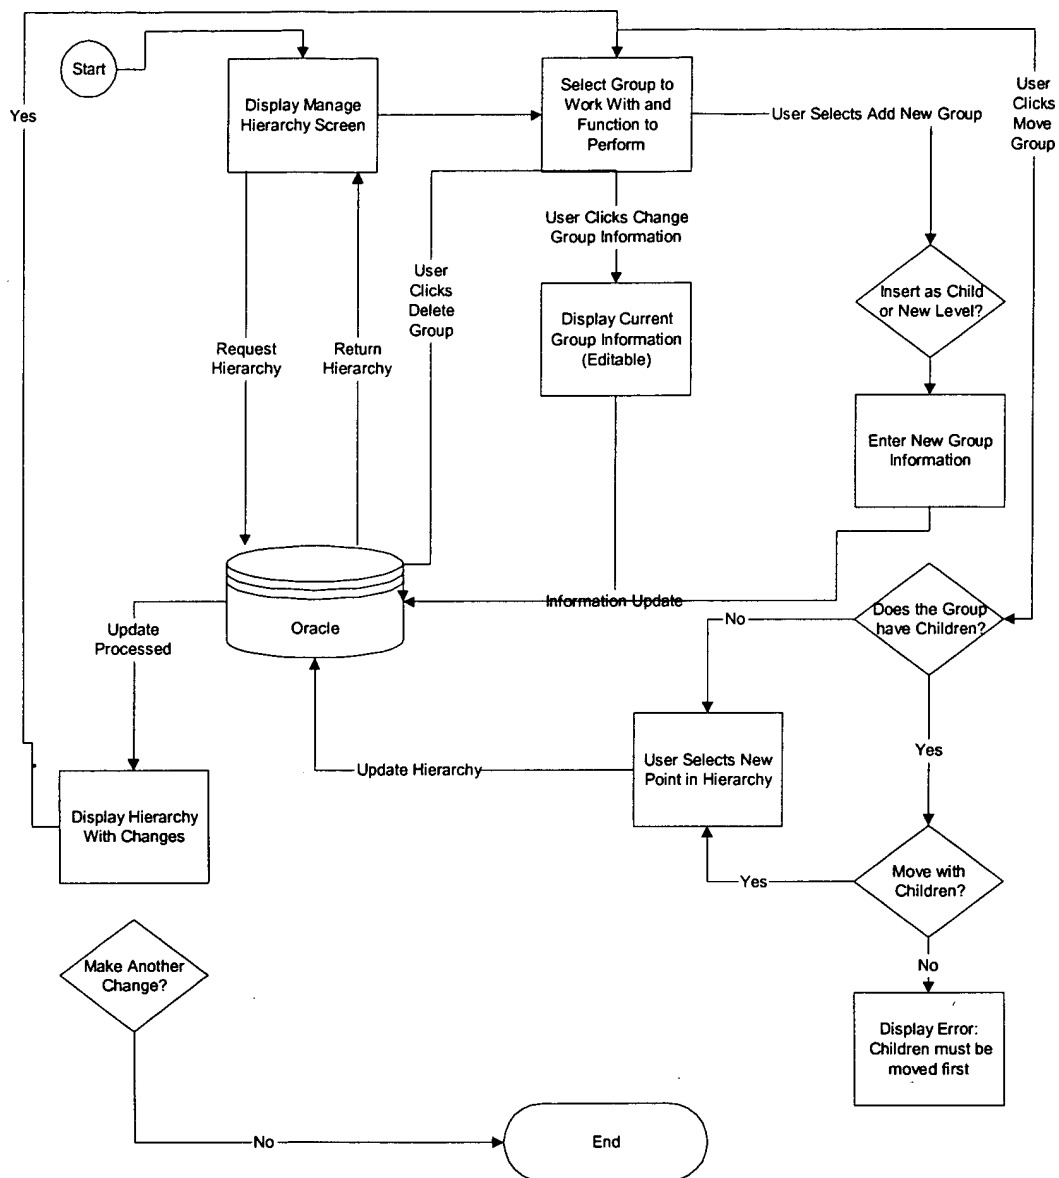 Start
Yes
Display Manage
Hierarchy Screen
Select Group to
Work With and
Function to
Perform
User Selects Add New Group
User
Clicks
Move
Group
User Clicks Change
Group Information
User
Clicks
Delete
Group
Insert as Child
or New Level?
Display Current
Group Information
(Editable)
Request
Hierarchy
Return
Hierarchy
Enter New Group
Information
Oracle
Information Update
Does the Group
have Children?
No
Update
Processed
Yes
User Selects New
Point in Hierarchy
Update Hierarchy
Display Hierarchy
With Changes
Move with
Children?
Yes
No
Make Another
Change?
Display Error:
Children must be
moved first
No
End